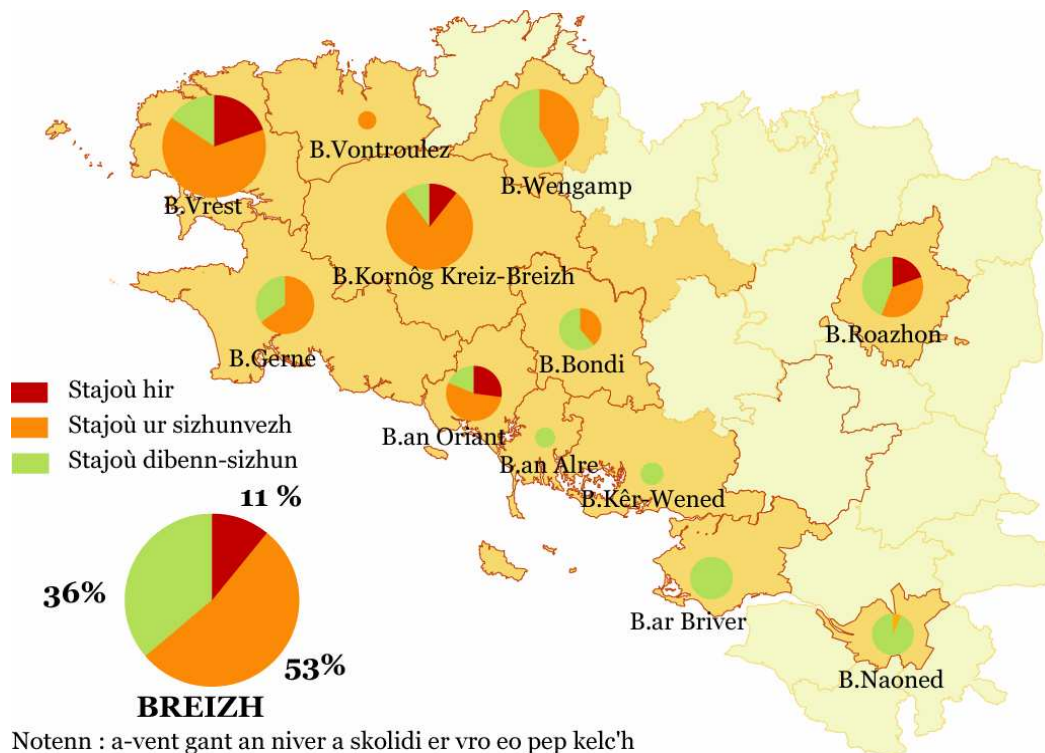 B.Vontroulez
B.Wengamp
B.Vrest
B.Kornôg Kreiz-Breizh
B.Roazhon
B.Gerne
B.Bondi
Stajoù hir
Stajoù ur sizhunvezh
B.an Oriant
Stajoù dibenn-sizhun
B.an Alre
B.Kêr-Wened
11 %
36%
B.ar Briver
53%
B.Naoned
BREIZH
Notenn : a-vent gant an niver a skolidi er vro eo pep kelc'h